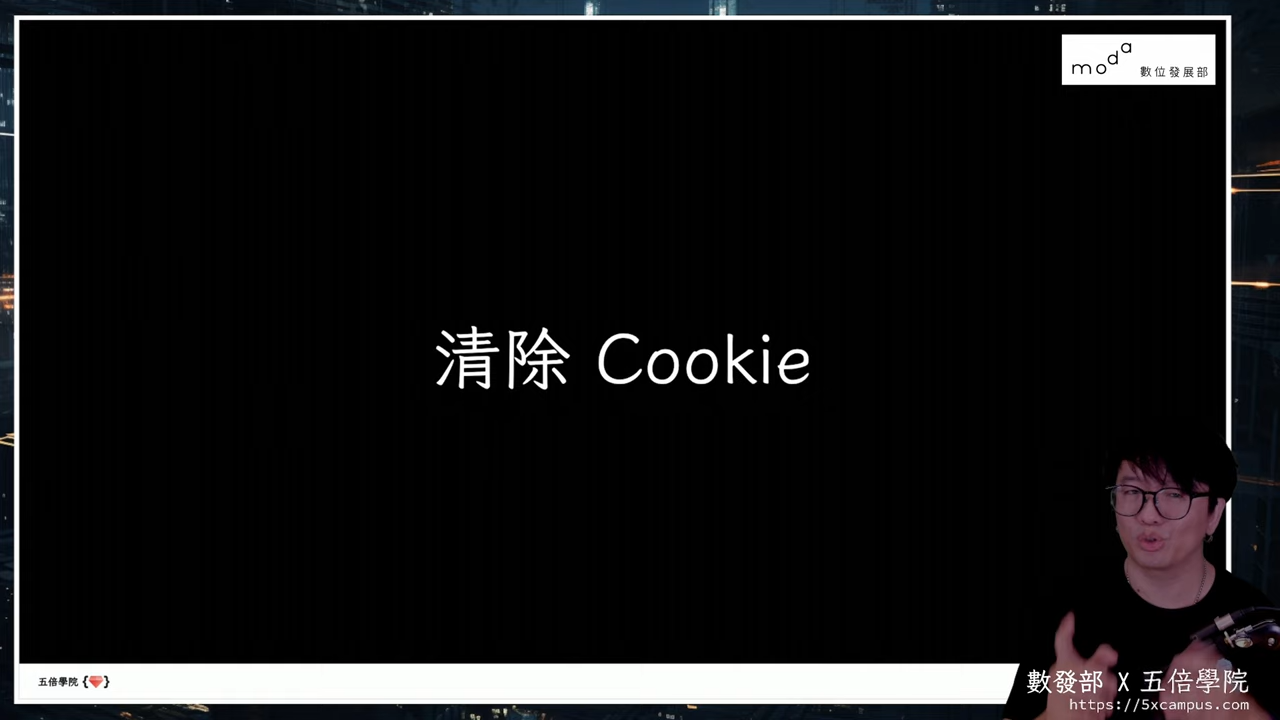 moda 數位發展部
清除 Cookie
五倍學院 {❤}
數發部 X 五倍學院
https://5xcampus.com